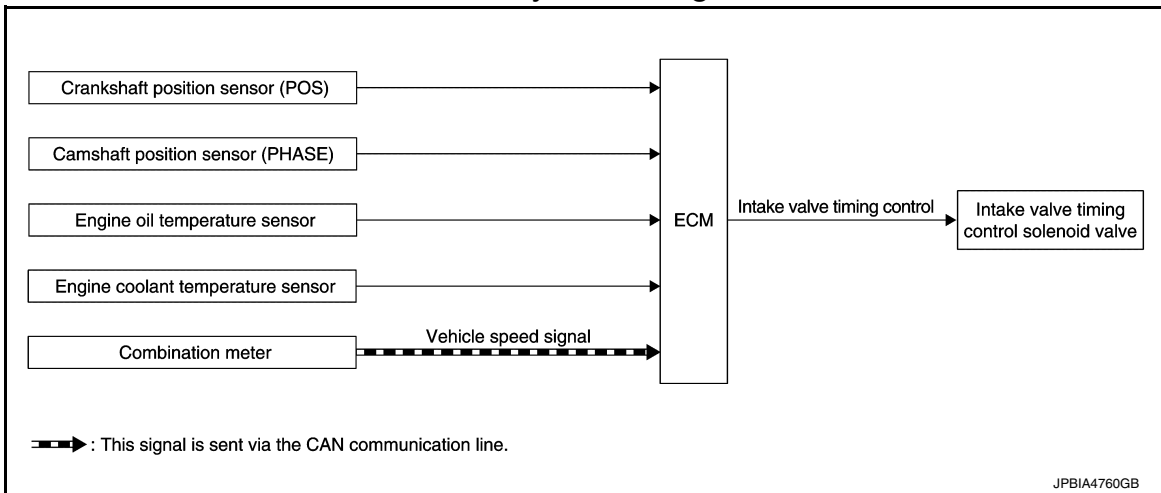 Crankshaft position sensor (POS)
Camshaft position sensor (PHASE)
Engine oil temperature sensor
Engine coolant temperature sensor
Combination meter
Vehicle speed signal
ECM
Intake valve timing control
Intake valve timing
control solenoid valve
: This signal is sent via the CAN communication line.
JPBIA4760GB